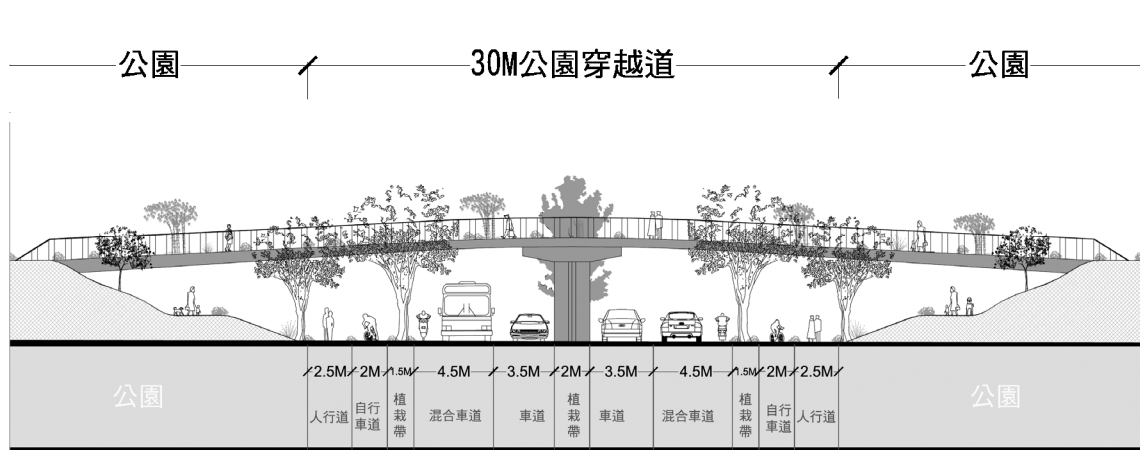 公園
30M公園穿越道
公園
2.5M 2M 1.5M 4.5M 3.5M 2M 3.5M 4.5M 1.5M 2M 2.5M
公園
人行道
自行車道
植栽帶
混合車道
車道
植栽帶
車道
混合車道
植栽帶
自行車道
人行道
公園